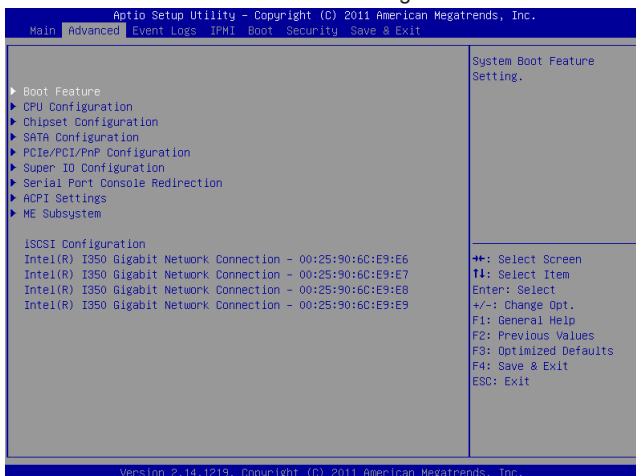 Aptio Setup Utility – Copyright (C) 2011 American Megatrends, Inc.
Main Advanced Event Logs IPMI Boot Security Save & Exit
System Boot Feature
Setting.
▶ Boot Feature
▶ CPU Configuration
▶ Chipset Configuration
▶ SATA Configuration
▶ PCIe/PCI/PnP Configuration
▶ Super IO Configuration
▶ Serial Port Console Redirection
▶ ACPI Settings
▶ ME Subsystem
iSCSI Configuration
Intel(R) I350 Gigabit Network Connection – 00:25:90:6C:E9:E6
Intel(R) I350 Gigabit Network Connection – 00:25:90:6C:E9:E7
Intel(R) I350 Gigabit Network Connection – 00:25:90:6C:E9:E8
Intel(R) I350 Gigabit Network Connection – 00:25:90:6C:E9:E9
→←: Select Screen
↑↓: Select Item
Enter: Select
+/-: Change Opt.
F1: General Help
F2: Previous Values
F3: Optimized Defaults
F4: Save & Exit
ESC: Exit
Version 2.14.1219. Copyright (C) 2011 American Megatrends, Inc.